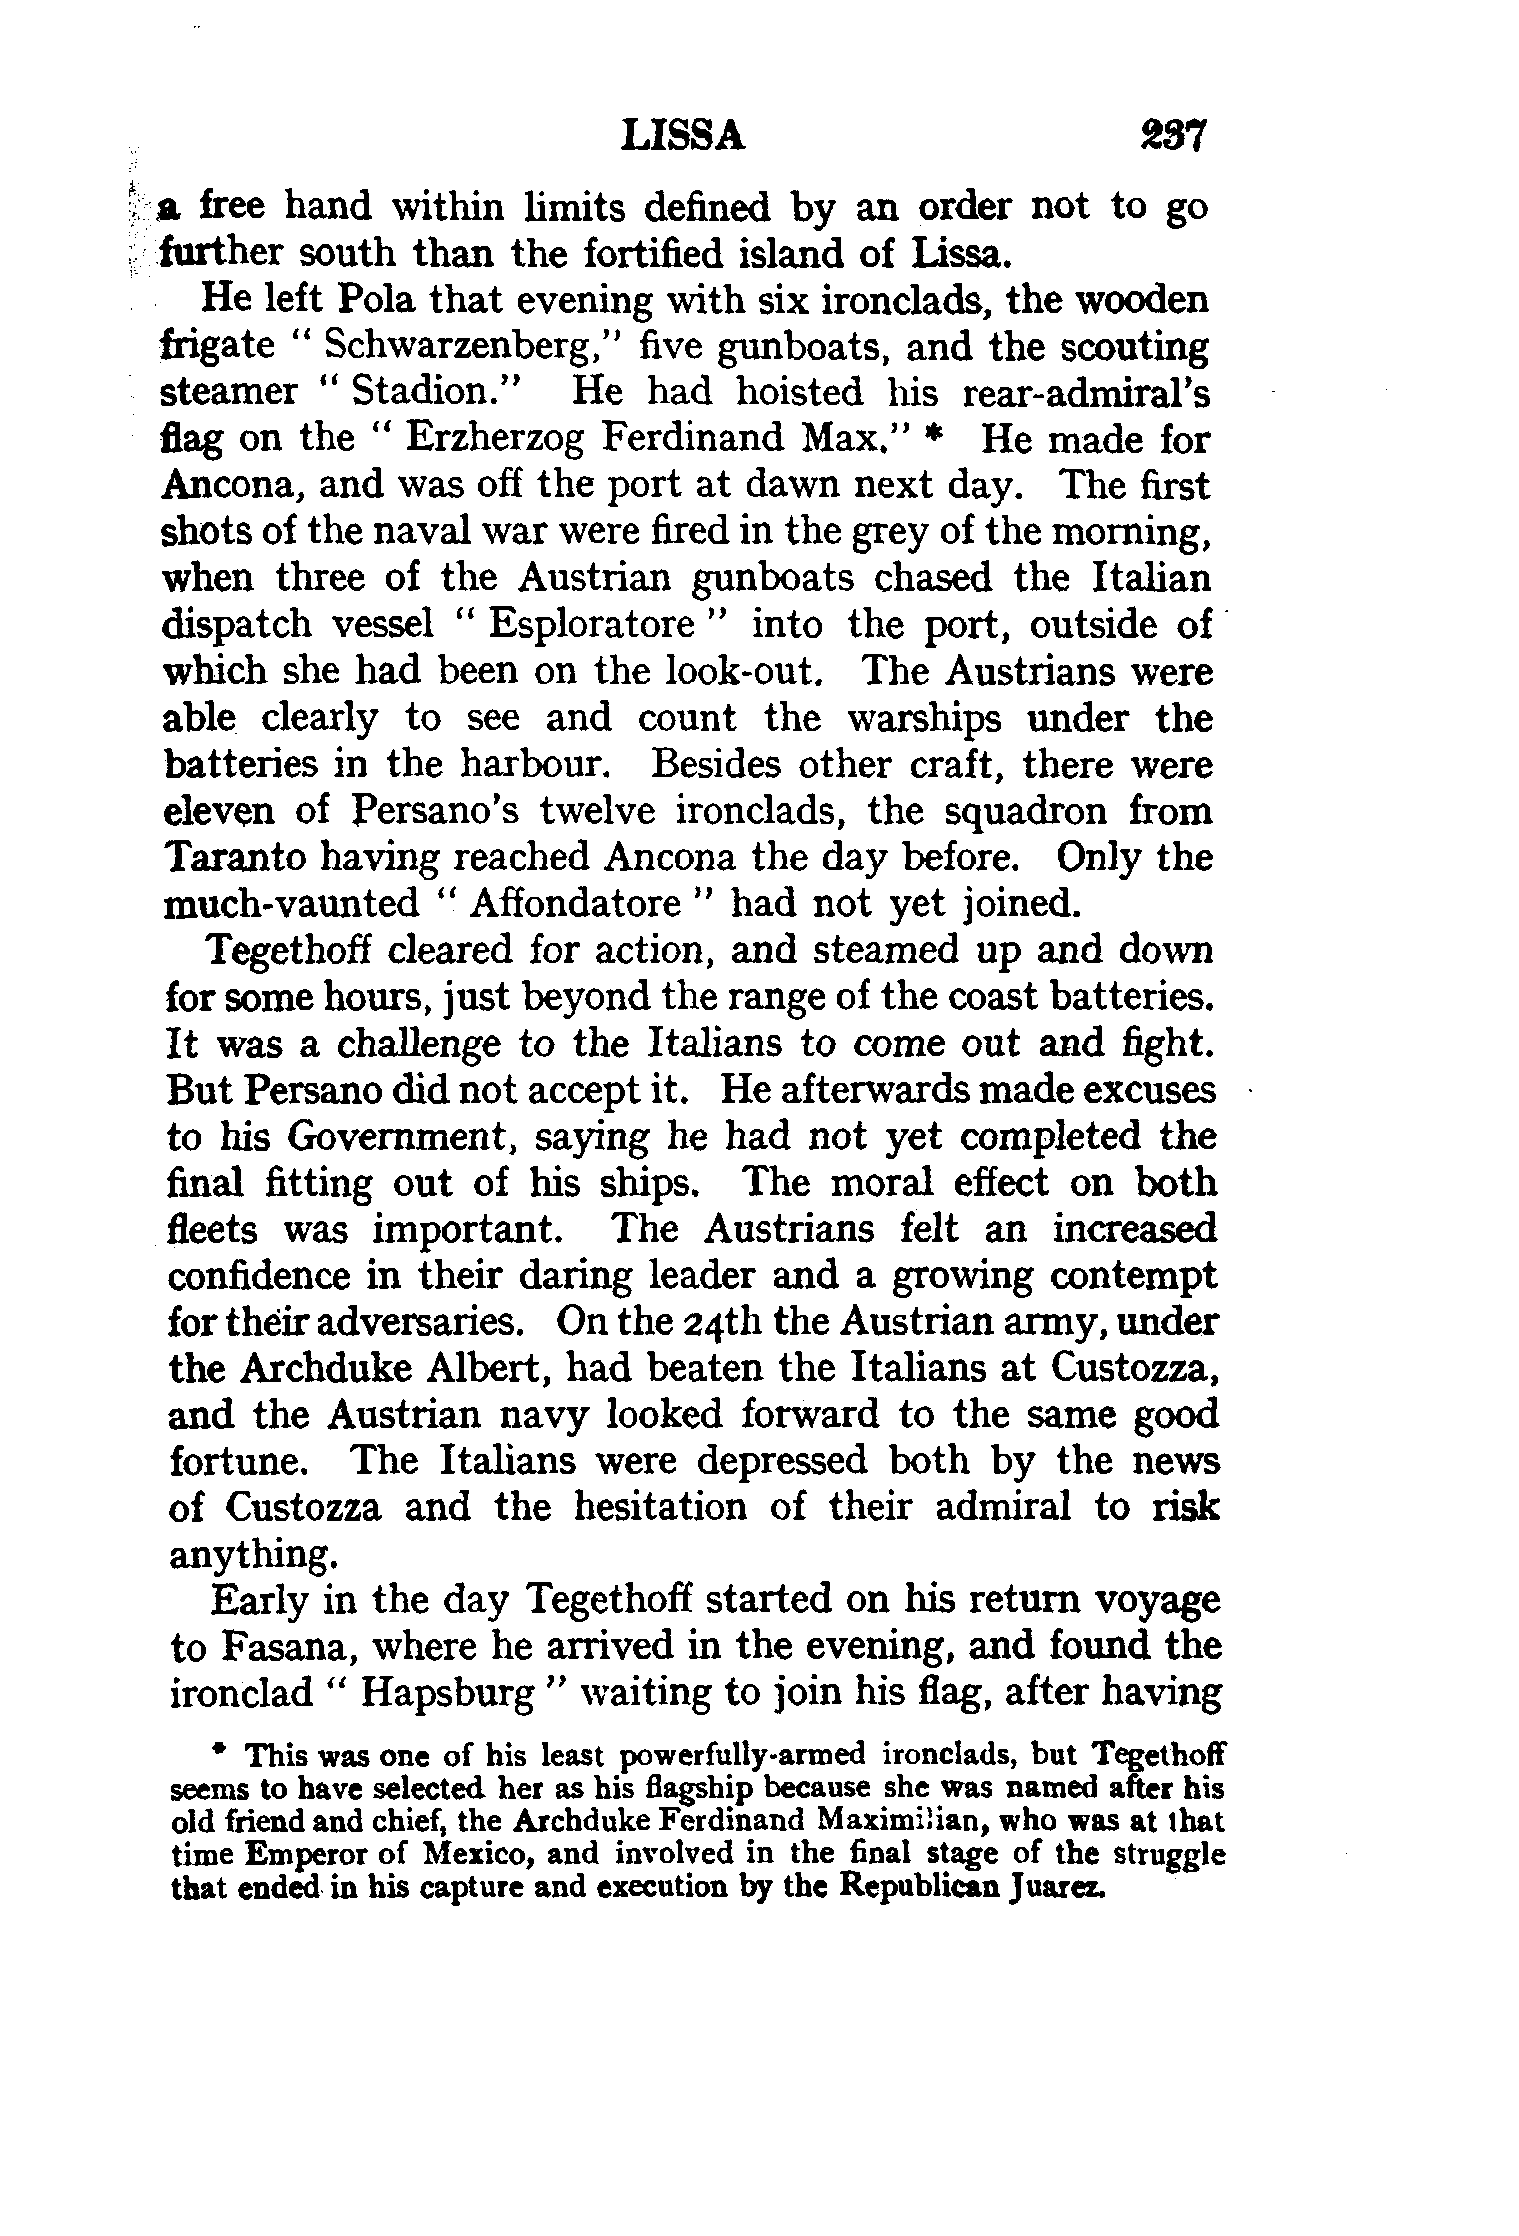 LISSA 237
a free hand within limits defined by an order not to go
further south than the fortified island of Lissa.
He left Pola that evening with six ironclads, the wooden
frigate " Schwarzenberg," five gunboats, and the scouting
steamer " Stadion." He had hoisted his rear-admiral's
flag on the " Erzherzog Ferdinand Max." * He made for
Ancona, and was off the port at dawn next day. The first
shots of the naval war were fired in the grey of the morning,
when three of the Austrian gunboats chased the Italian
dispatch vessel " Esploratore " into the port, outside of
which she had been on the look-out. The Austrians were
able clearly to see and count the warships under the
batteries in the harbour. Besides other craft, there were
eleven of Persano's twelve ironclads, the squadron from
Taranto having reached Ancona the day before. Only the
much-vaunted " Affondatore " had not yet joined.
Tegethoff cleared for action, and steamed up and down
for some hours, just beyond the range of the coast batteries.
It was a challenge to the Italians to come out and fight.
But Persano did not accept it. He afterwards made excuses
to his Government, saying he had not yet completed the
final fitting out of his ships. The moral effect on both
fleets was important. The Austrians felt an increased
confidence in their daring leader and a growing contempt
for their adversaries. On the 24th the Austrian army, under
the Archduke Albert, had beaten the Italians at Custozza,
and the Austrian navy looked forward to the same good
fortune. The Italians were depressed both by the news
of Custozza and the hesitation of their admiral to risk
anything.
Early in the day Tegethoff started on his return voyage
to Fasana, where he arrived in the evening, and found the
ironclad " Hapsburg " waiting to join his flag, after having
* This was one of his least powerfully-armed ironclads, but Tegethoff
seems to have selected her as his flagship because she was named after his
old friend and chief, the Archduke Ferdinand Maximilian, who was at that
time Emperor of Mexico, and involved in the final stage of the struggle
that ended in his capture and execution by the Republican Juarez.